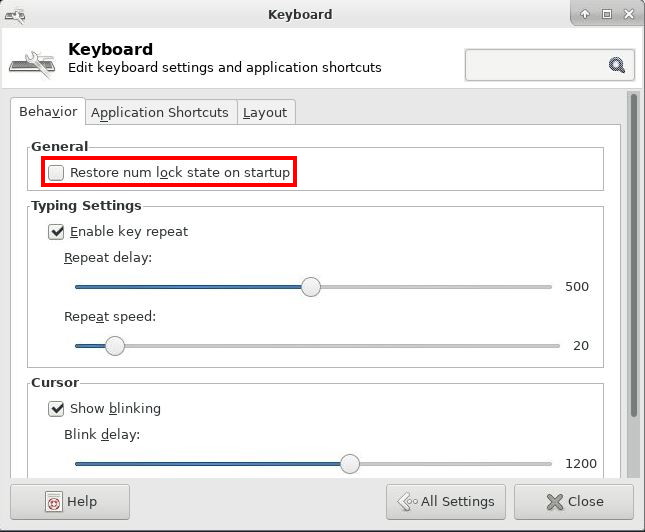 Keyboard
Keyboard
Edit keyboard settings and application shortcuts
Behavior Application Shortcuts Layout
General
Restore num lock state on startup
Typing Settings
Enable key repeat
Repeat delay:
500
Repeat speed:
20
Cursor
Show blinking
Blink delay:
1200
Help All Settings Close